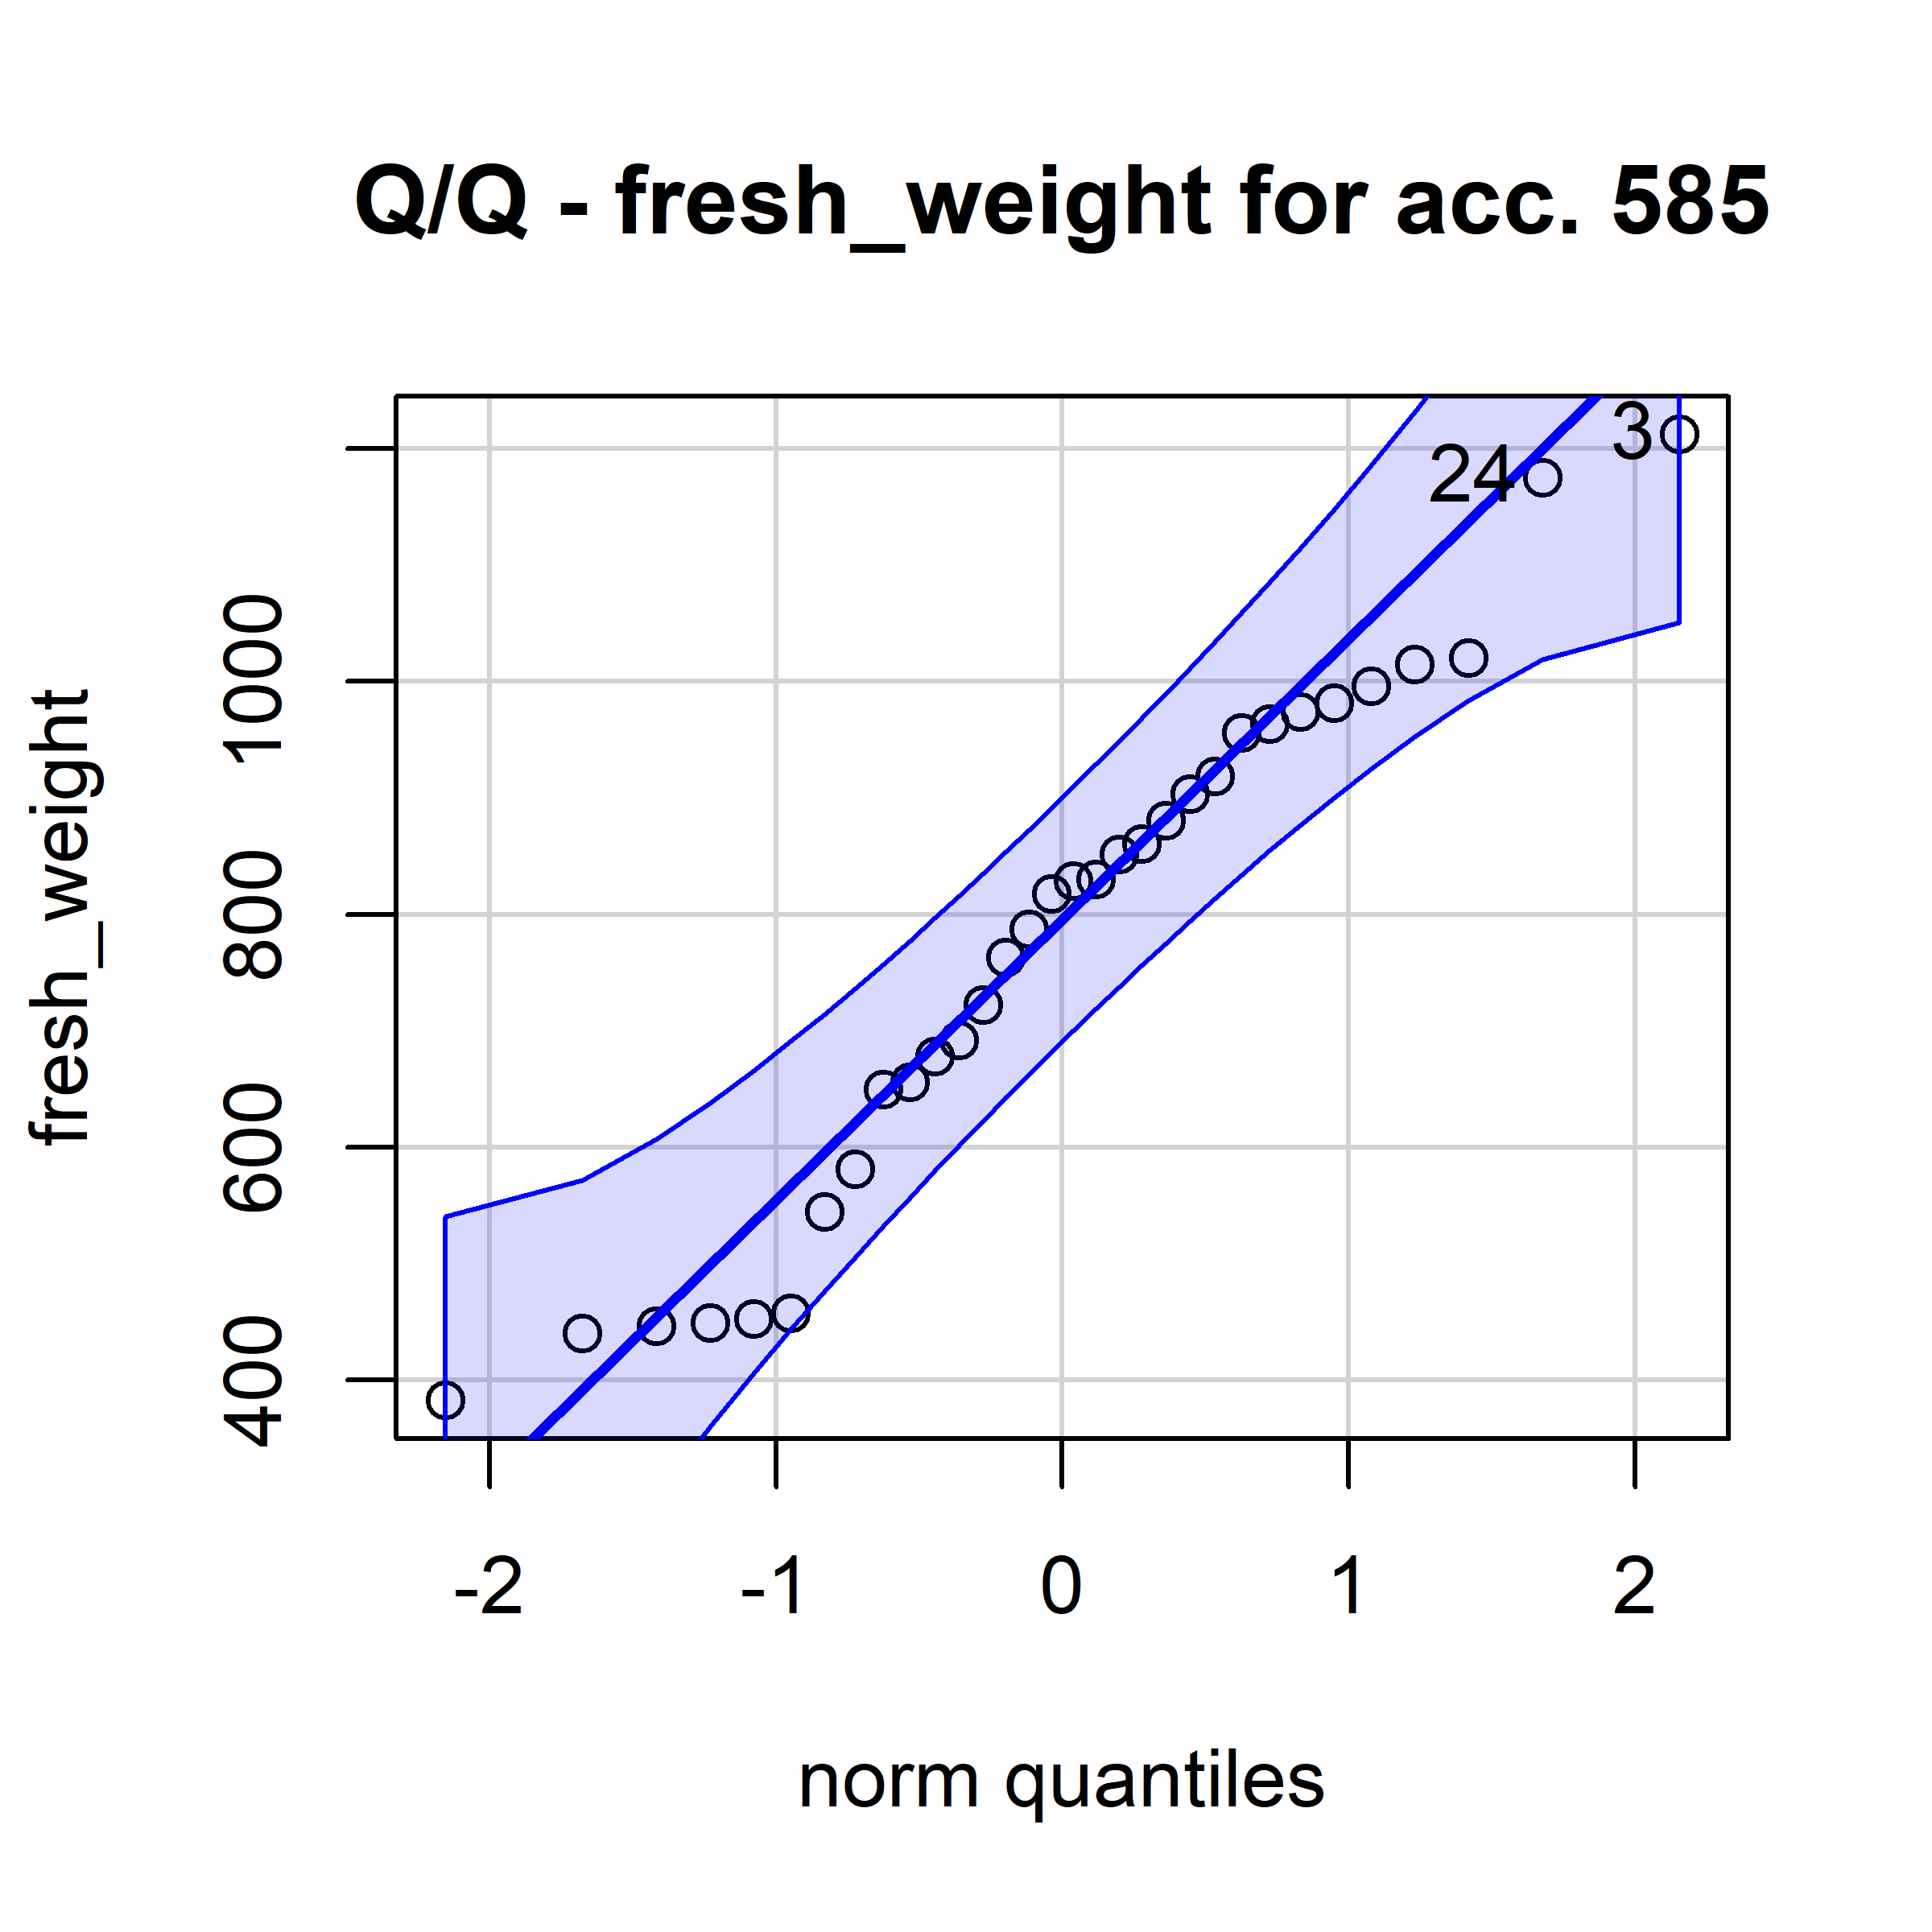 Q/Q - fresh_weight for acc. 585
fresh_weight
1000
800
600
400
3
24
-2 -1 0 1 2
norm quantiles